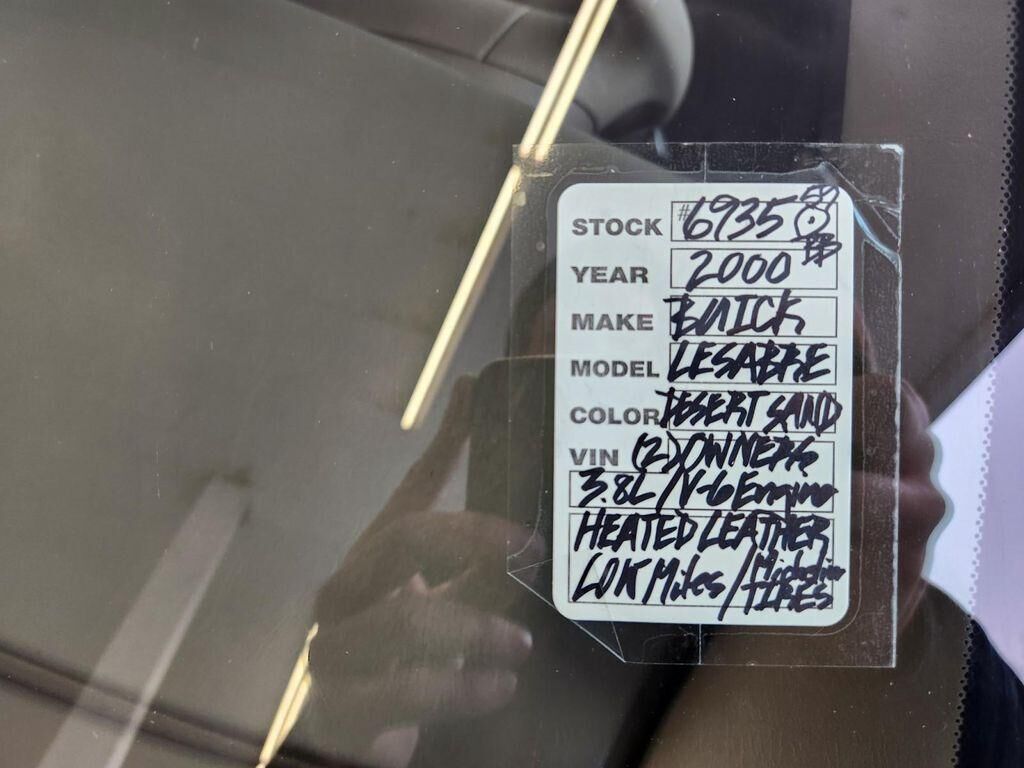 STOCK #6935
YEAR 2000
MAKE BUICK
MODEL LESABRE
COLOR DESERT SAND
VIN (2) OWNERS
3.8L / V-6 Engine
HEATED LEATHER
60K Miles / Michelin
TIRES